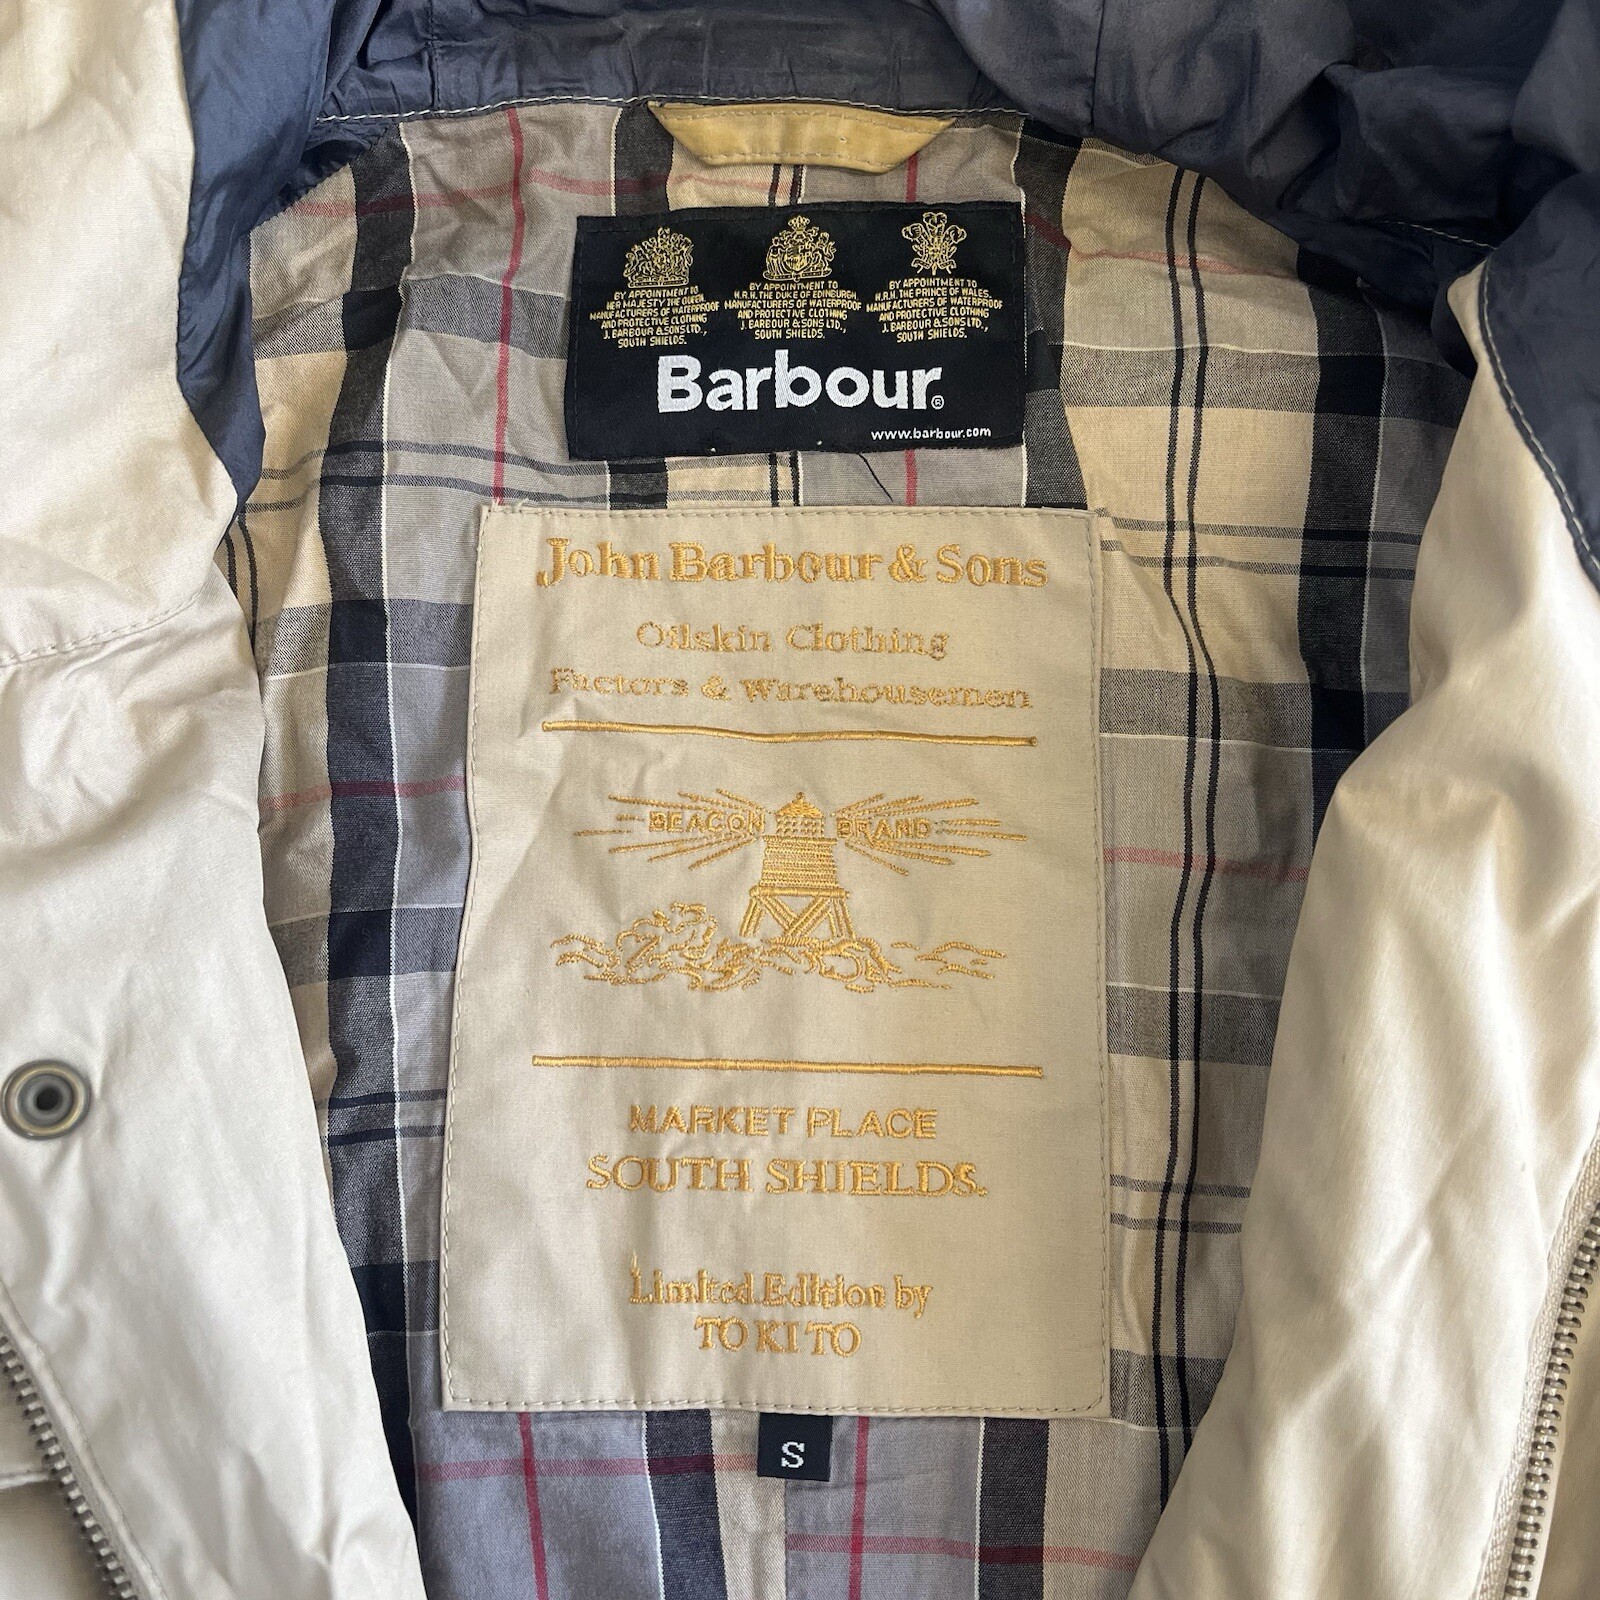 BY APPOINTMENT TO
HER MAJESTY THE QUEEN
MANUFACTURERS OF WATERPROOF
AND PROTECTIVE CLOTHING
J. BARBOUR & SONS LTD.,
SOUTH SHIELDS.
BY APPOINTMENT TO
H.R.H. THE DUKE OF EDINBURGH
MANUFACTURERS OF WATERPROOF
AND PROTECTIVE CLOTHING
J. BARBOUR & SONS LTD.,
SOUTH SHIELDS.
BY APPOINTMENT TO
H.R.H. THE PRINCE OF WALES.
MANUFACTURERS OF WATERPROOF
AND PROTECTIVE CLOTHING
J. BARBOUR & SONS LTD.,
SOUTH SHIELDS.
Barbour®
www.barbour.com
John Barbour & Sons
Oilskin Clothing
Factors & Warehousemen
BEACON BRAND
MARKET PLACE
SOUTH SHIELDS.
Limited Edition by
TO KI TO
S